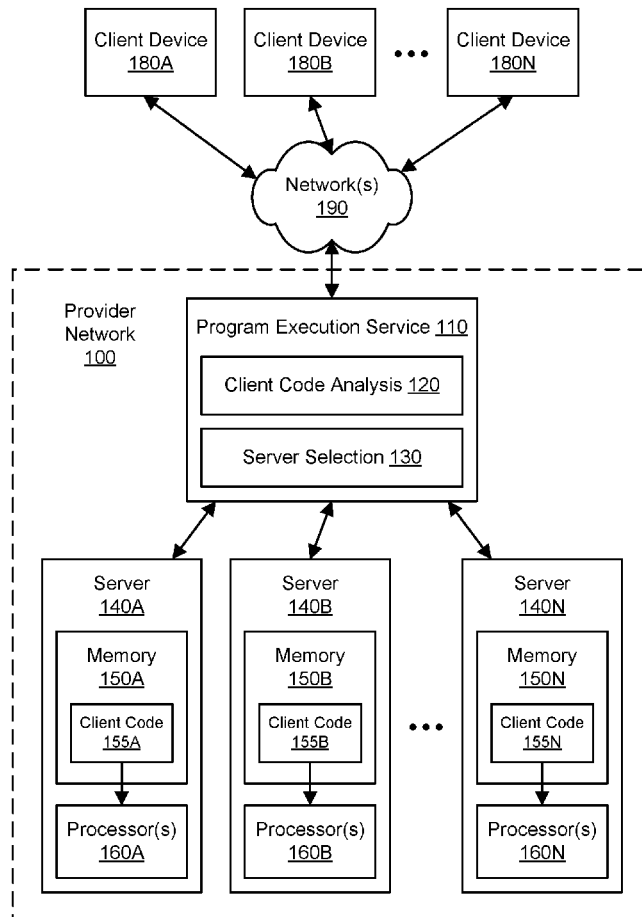 Client Device
180A
Client Device
180B
Client Device
180N
Network(s)
190
Provider
Network
100
Program Execution Service 110
Client Code Analysis 120
Server Selection 130
Server
140A
Memory
150A
Client Code
155A
Processor(s)
160A
Server
140B
Memory
150B
Client Code
155B
Processor(s)
160B
Server
140N
Memory
150N
Client Code
155N
Processor(s)
160N